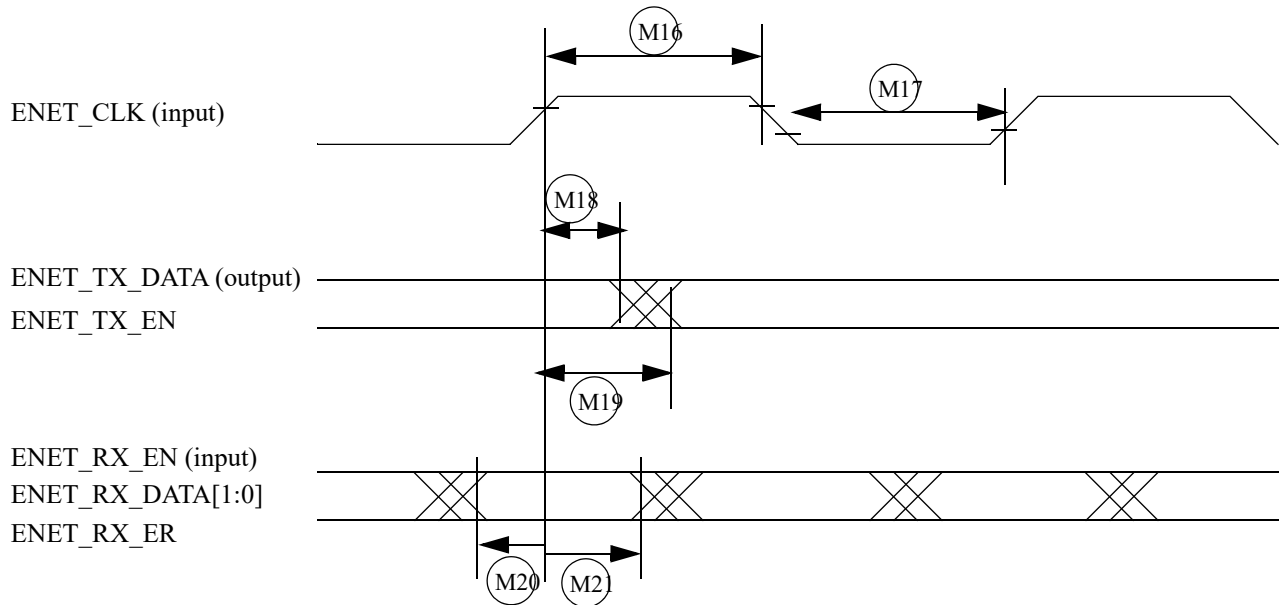 M16
M17
ENET_CLK (input)
M18
ENET_TX_DATA (output)
ENET_TX_EN
M19
ENET_RX_EN (input)
ENET_RX_DATA[1:0]
ENET_RX_ER
M20
M21